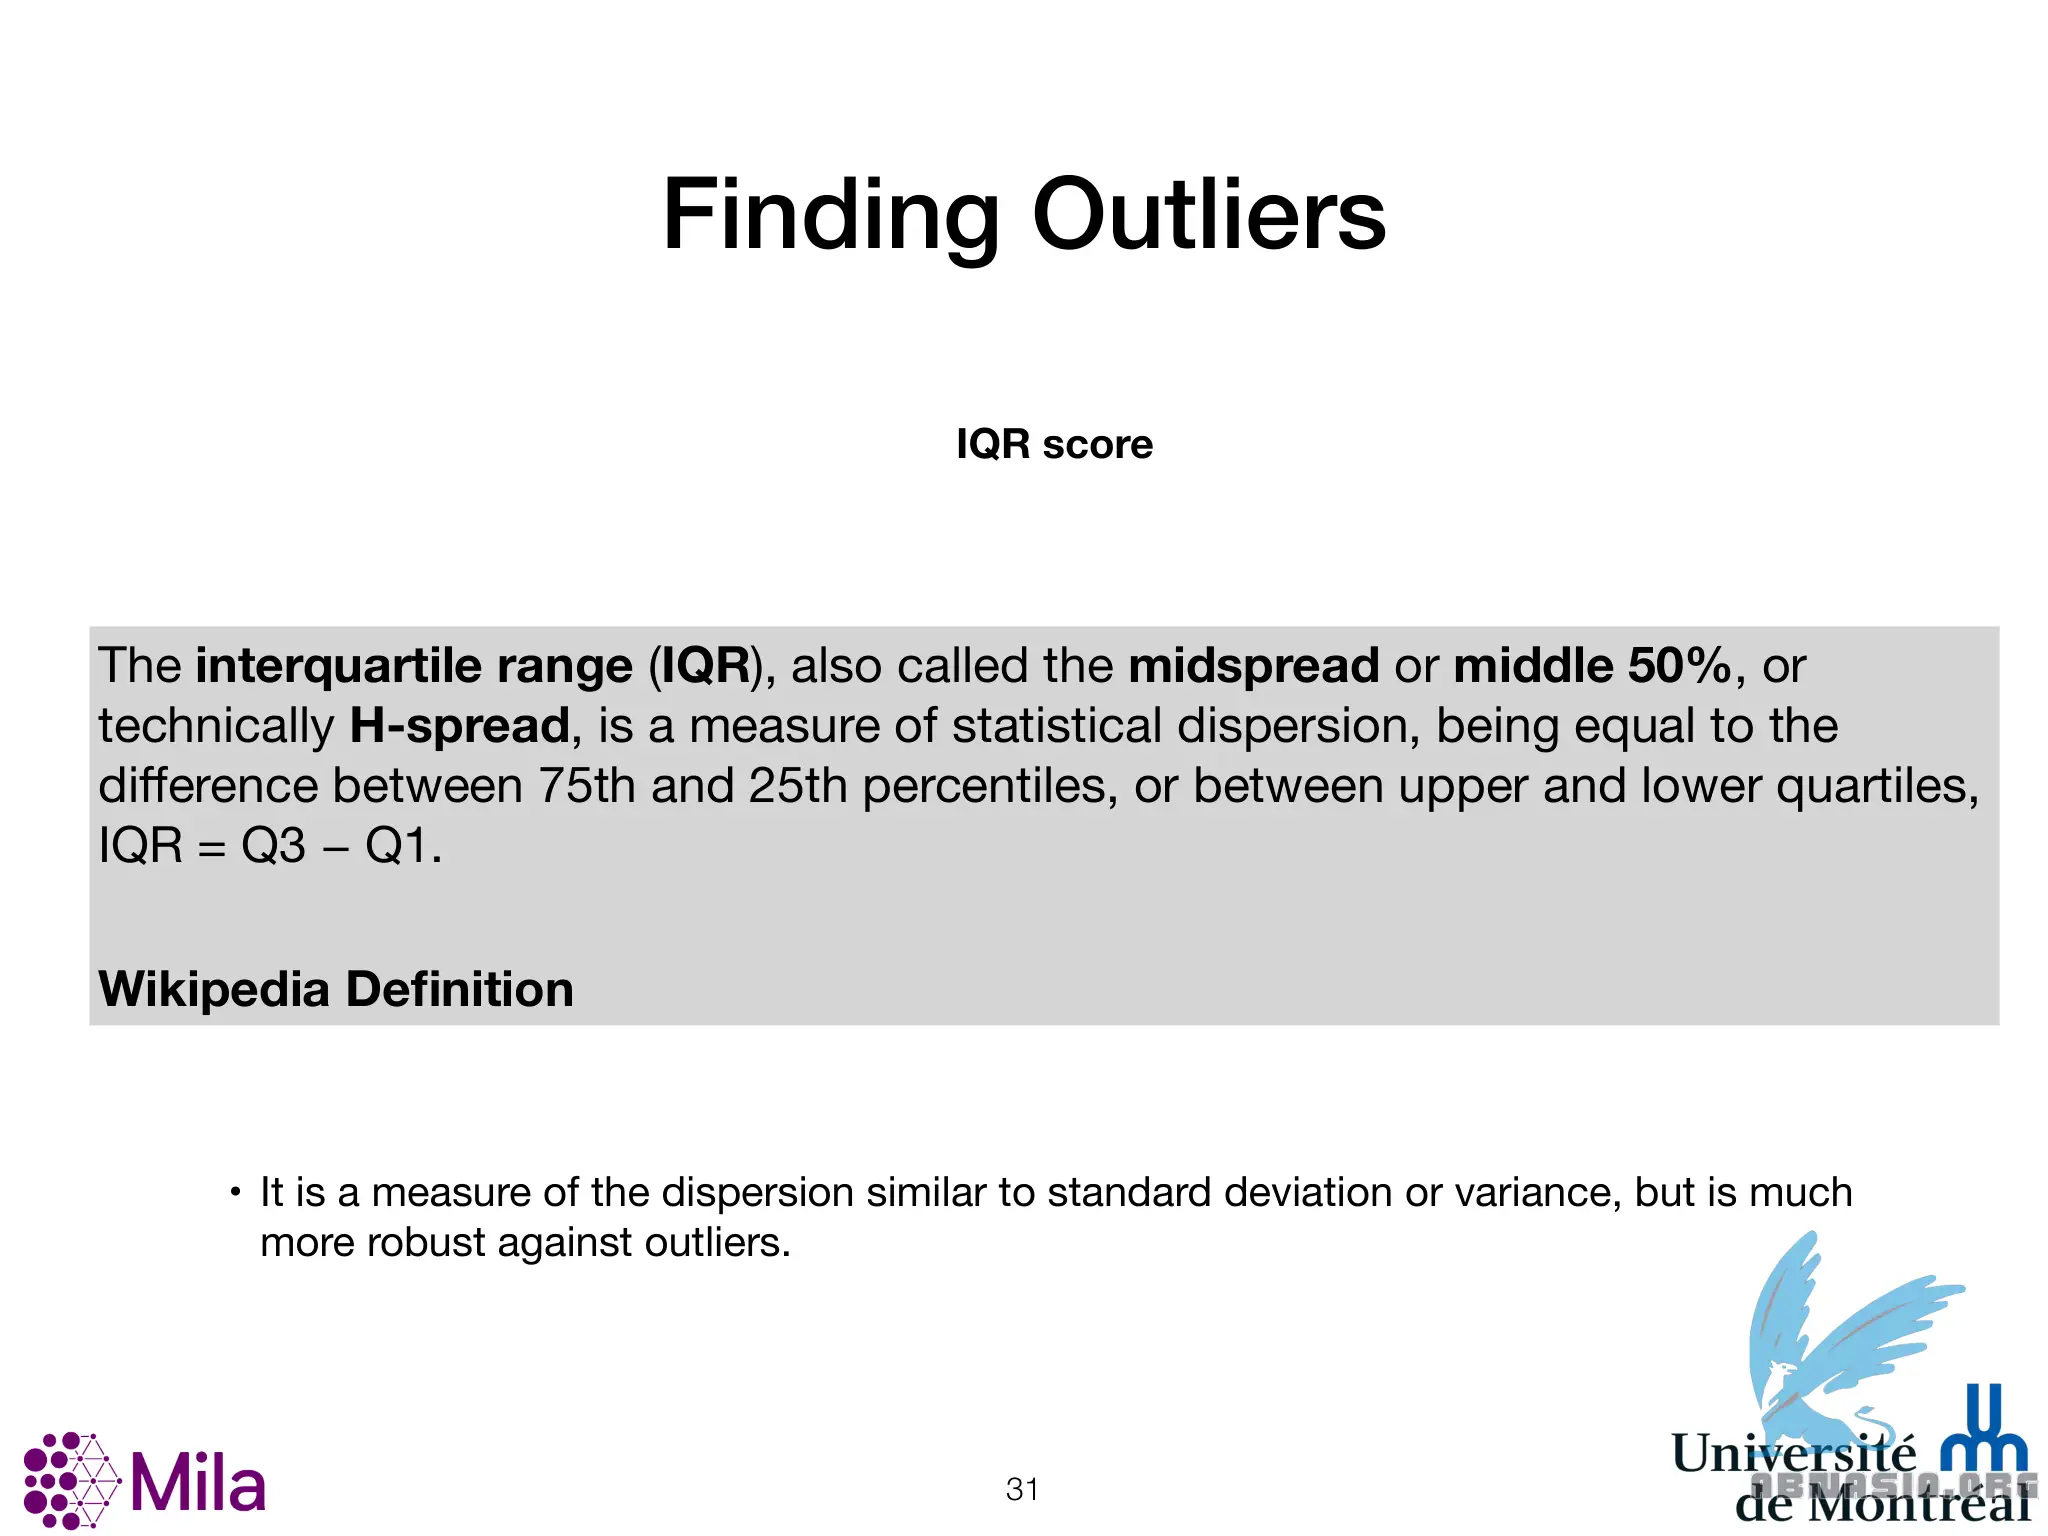 Finding Outliers
IQR score
The interquartile range (IQR), also called the midspread or middle 50%, or
technically H-spread, is a measure of statistical dispersion, being equal to the
difference between 75th and 25th percentiles, or between upper and lower quartiles,
IQR = Q3 − Q1.
Wikipedia Definition
• It is a measure of the dispersion similar to standard deviation or variance, but is much
more robust against outliers.
Mila
31
Université
de Montréal
ABNASIA.ORG